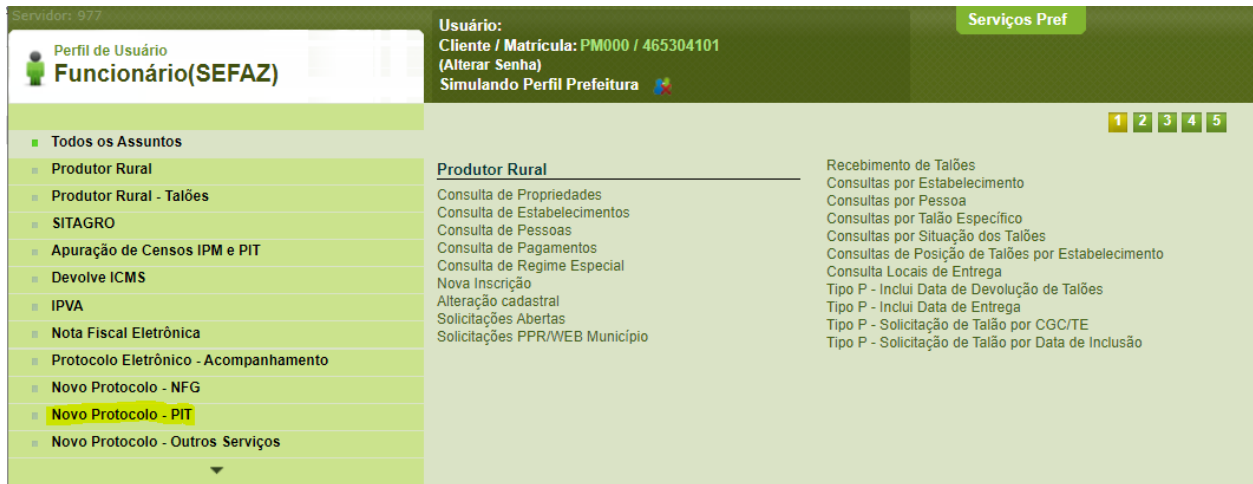 Servidor: 977
Perfil de Usuário
Funcionário(SEFAZ)
Usuário:
Cliente / Matrícula: PM000 / 465304101
(Alterar Senha)
Simulando Perfil Prefeitura
Serviços Pref
1 2 3 4 5
Todos os Assuntos
Produtor Rural
Produtor Rural - Talões
SITAGRO
Apuração de Censos IPM e PIT
Devolve ICMS
IPVA
Nota Fiscal Eletrônica
Protocolo Eletrônico - Acompanhamento
Novo Protocolo - NFG
Novo Protocolo - PIT
Novo Protocolo - Outros Serviços
Produtor Rural
Consulta de Propriedades
Consulta de Estabelecimentos
Consulta de Pessoas
Consulta de Pagamentos
Consulta de Regime Especial
Nova Inscrição
Alteração cadastral
Solicitações Abertas
Solicitações PPR/WEB Município
Recebimento de Talões
Consultas por Estabelecimento
Consultas por Pessoa
Consultas por Talão Específico
Consultas por Situação dos Talões
Consultas de Posição de Talões por Estabelecimento
Consulta Locais de Entrega
Tipo P - Inclui Data de Devolução de Talões
Tipo P - Inclui Data de Entrega
Tipo P - Solicitação de Talão por CGC/TE
Tipo P - Solicitação de Talão por Data de Inclusão